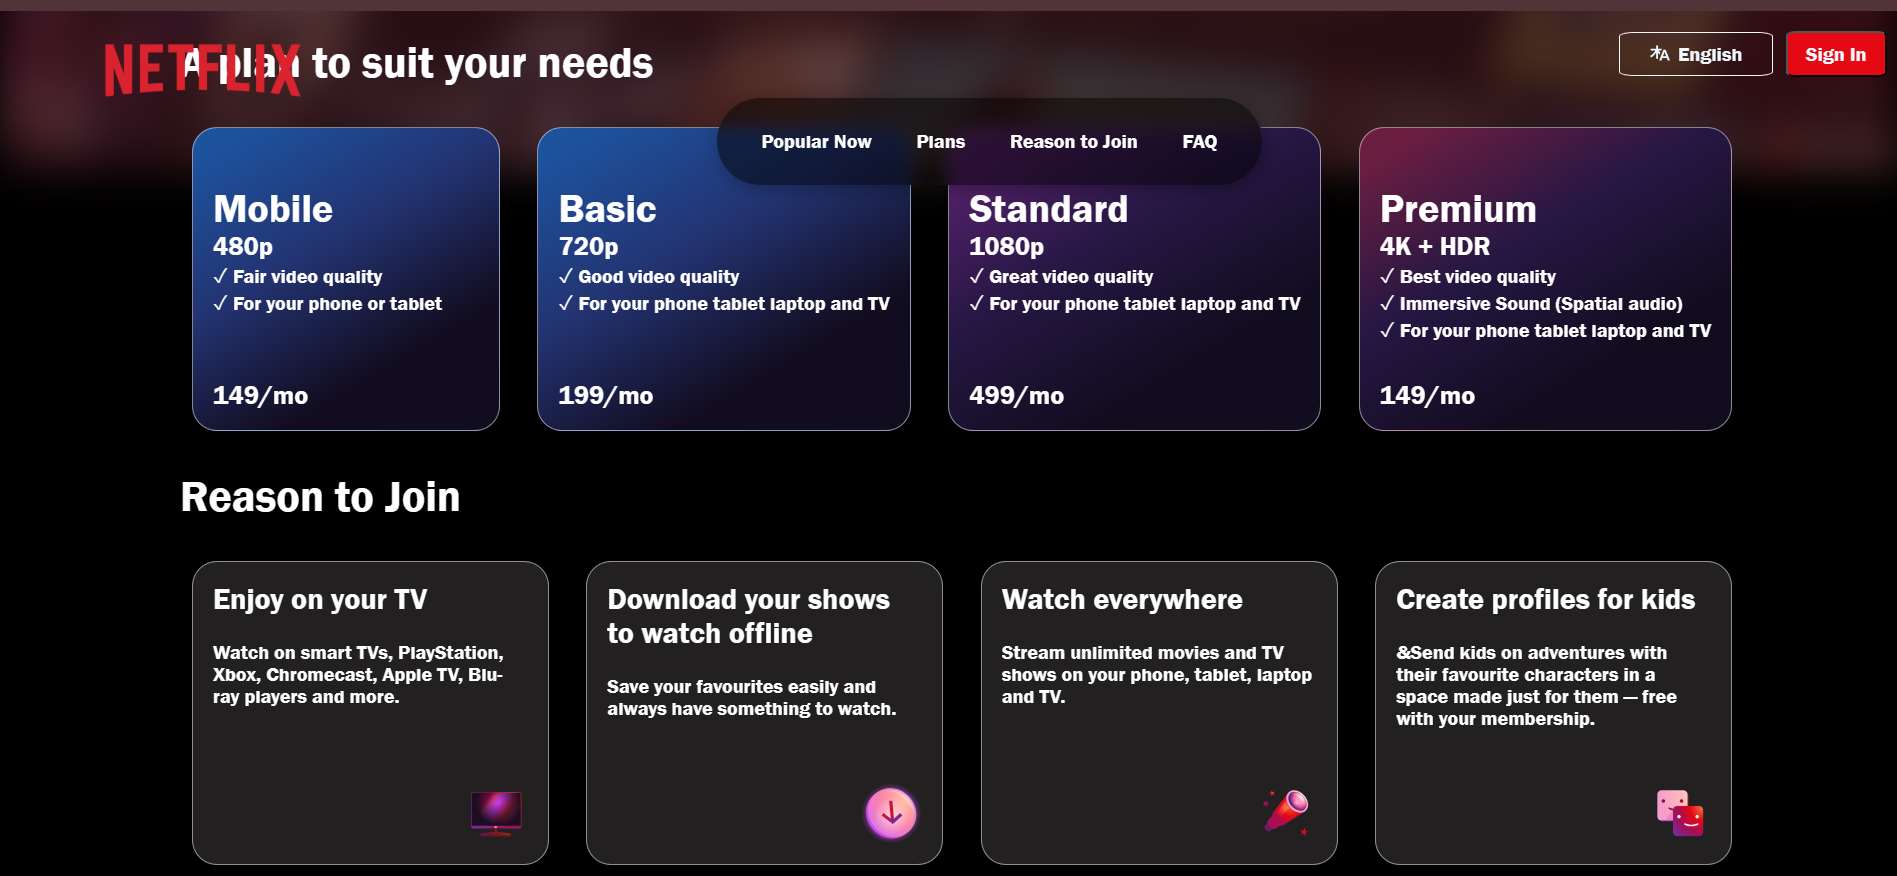 NETFLIX
A plan to suit your needs
English
Sign In
Popular Now
Plans
Reason to Join
FAQ
Mobile
480p
✓ Fair video quality
✓ For your phone or tablet
149/mo
Basic
720p
✓ Good video quality
✓ For your phone tablet laptop and TV
199/mo
Standard
1080p
✓ Great video quality
✓ For your phone tablet laptop and TV
499/mo
Premium
4K + HDR
✓ Best video quality
✓ Immersive Sound (Spatial audio)
✓ For your phone tablet laptop and TV
149/mo
Reason to Join
Enjoy on your TV
Watch on smart TVs, PlayStation,
Xbox, Chromecast, Apple TV, Blu-
ray players and more.
Download your shows
to watch offline
Save your favourites easily and
always have something to watch.
Watch everywhere
Stream unlimited movies and TV
shows on your phone, tablet, laptop
and TV.
Create profiles for kids
&Send kids on adventures with
their favourite characters in a
space made just for them — free
with your membership.